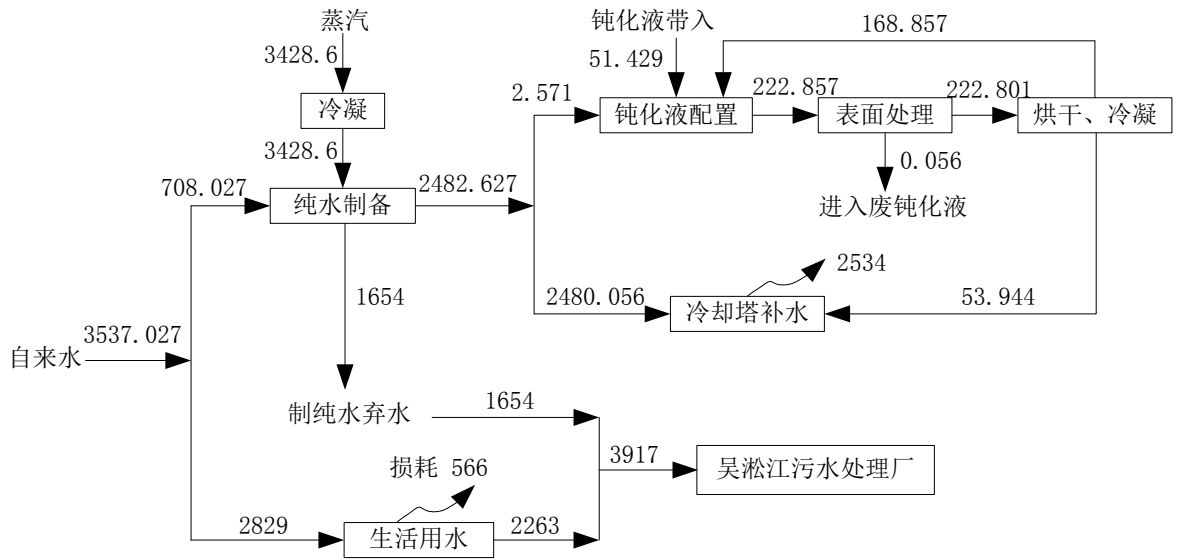 蒸汽
3428.6
冷凝
3428.6
708.027
纯水制备
2482.627
1654
自来水
3537.027
钝化液带入
51.429
168.857
2.571
钝化液配置
222.857
表面处理
222.801
烘干、冷凝
0.056
进入废钝化液
2534
2480.056
冷却塔补水
53.944
制纯水弃水
1654
损耗 566
2829
生活用水
2263
3917
吴淞江污水处理厂